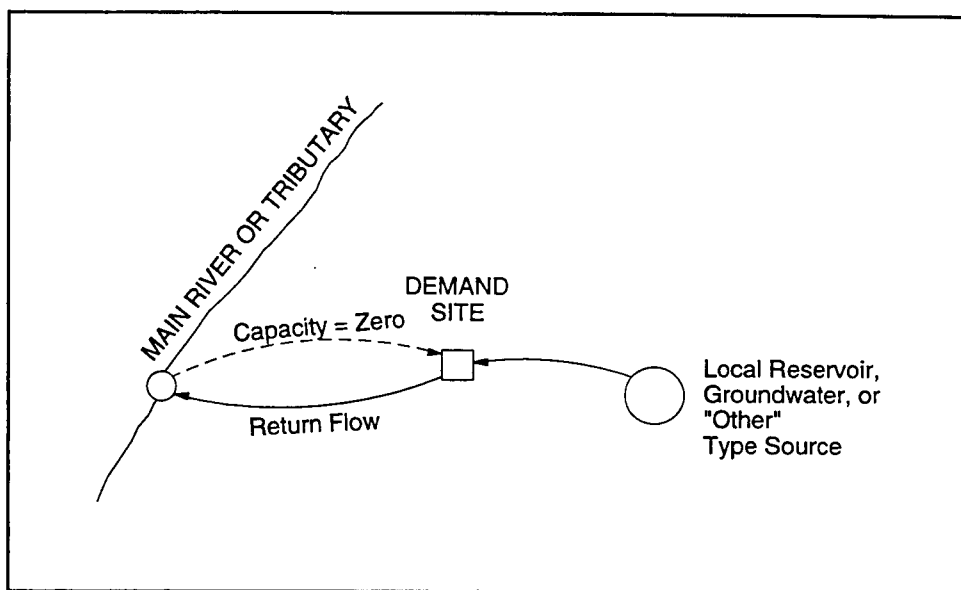 MAIN RIVER OR TRIBUTARY
DEMAND
SITE
Capacity = Zero
Return Flow
Local Reservoir,
Groundwater, or
"Other"
Type Source